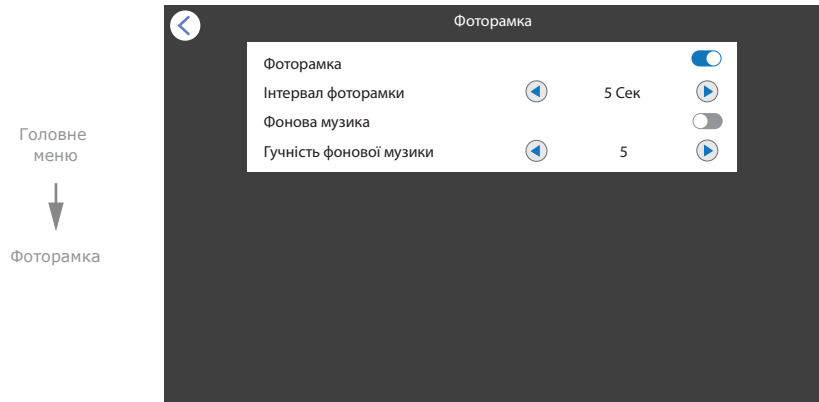 Фоторамка
Фоторамка
Інтервал фоторамки 5 Сек
Фонова музика
Гучність фонової музики 5
Головне
меню
Фоторамка